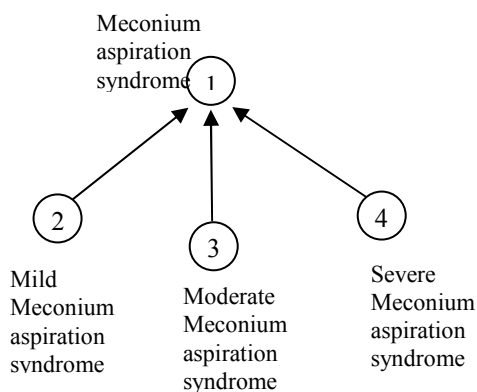 Meconium
aspiration
syndrome
1
2
3
4
Mild
Meconium
aspiration
syndrome
Moderate
Meconium
aspiration
syndrome
Severe
Meconium
aspiration
syndrome